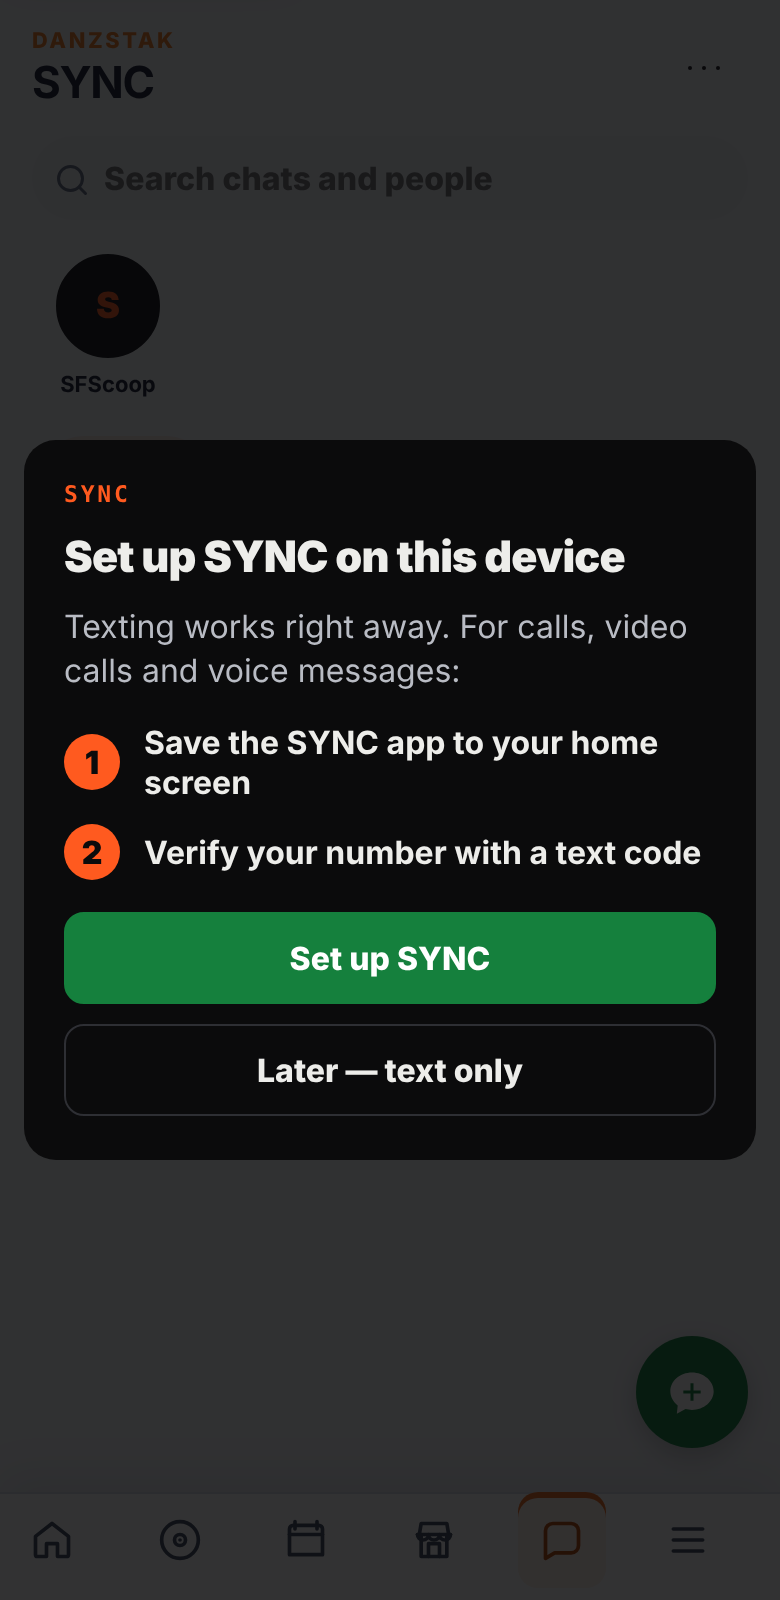 DANZSTAK
SYNC
...
Search chats and people
S
SFScoop
SYNC
Set up SYNC on this device
Texting works right away. For calls, video
calls and voice messages:
1 Save the SYNC app to your home
screen
2 Verify your number with a text code
Set up SYNC
Later — text only